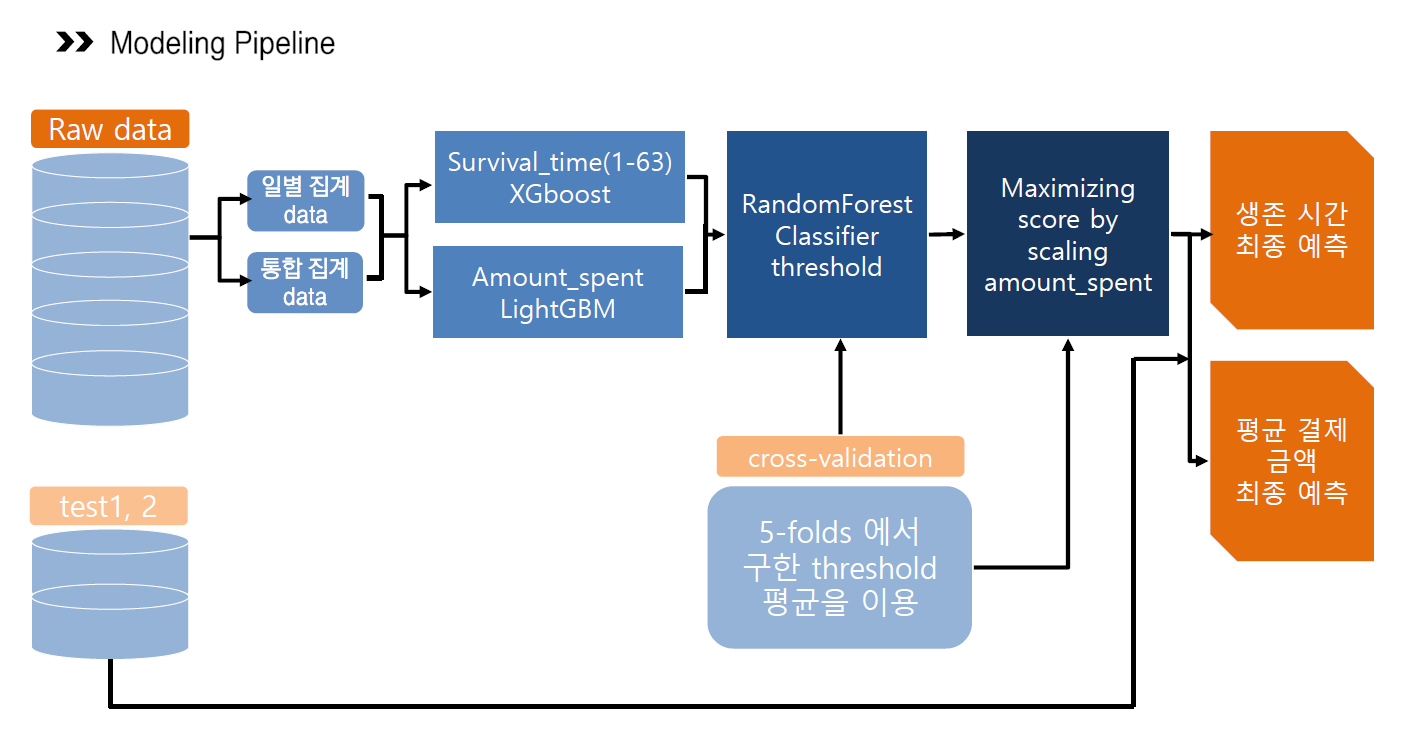 Modeling Pipeline
Raw data
일별 집계
data
통합 집계
data
Survival_time(1-63)
XGboost
Amount_spent
LightGBM
RandomForest
Classifier
threshold
Maximizing
score by
scaling
amount_spent
생존 시간
최종 예측
평균 결제
금액
최종 예측
cross-validation
5-folds 에서
구한 threshold
평균을 이용
test1, 2